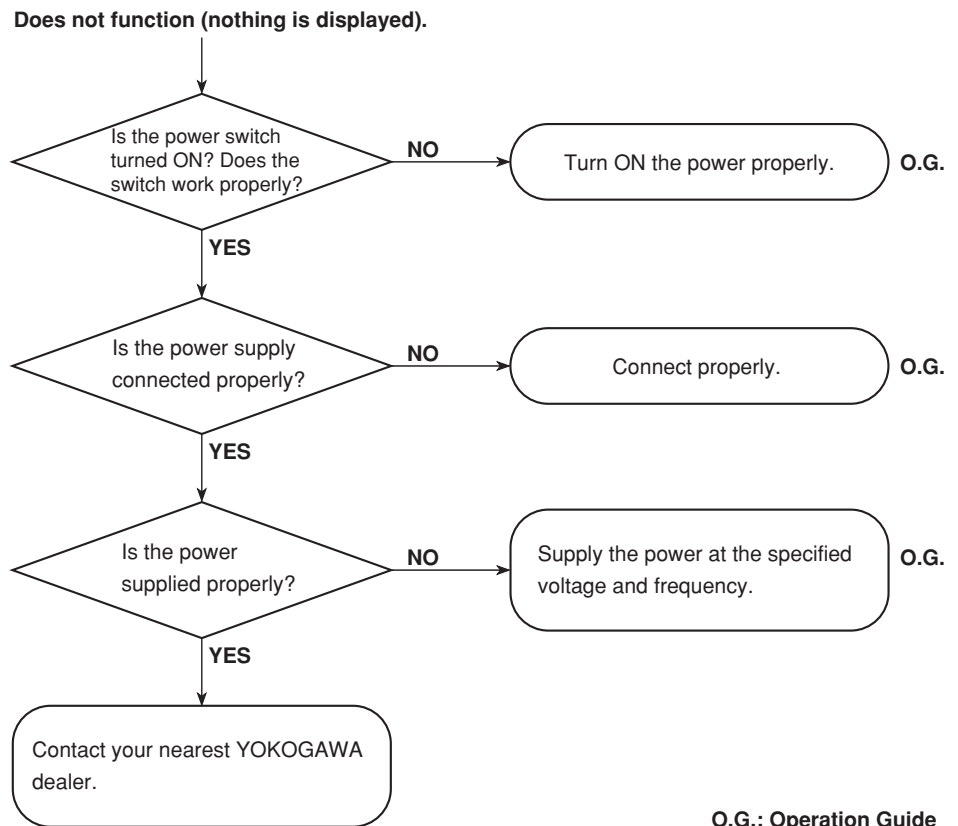 Does not function (nothing is displayed).
Is the power switch
turned ON? Does the
switch work properly?
NO
Turn ON the power properly.
O.G.
YES
Is the power supply
connected properly?
NO
Connect properly.
O.G.
YES
Is the power
supplied properly?
NO
Supply the power at the specified
voltage and frequency.
O.G.
YES
Contact your nearest YOKOGAWA
dealer.
O.G.: Operation Guide